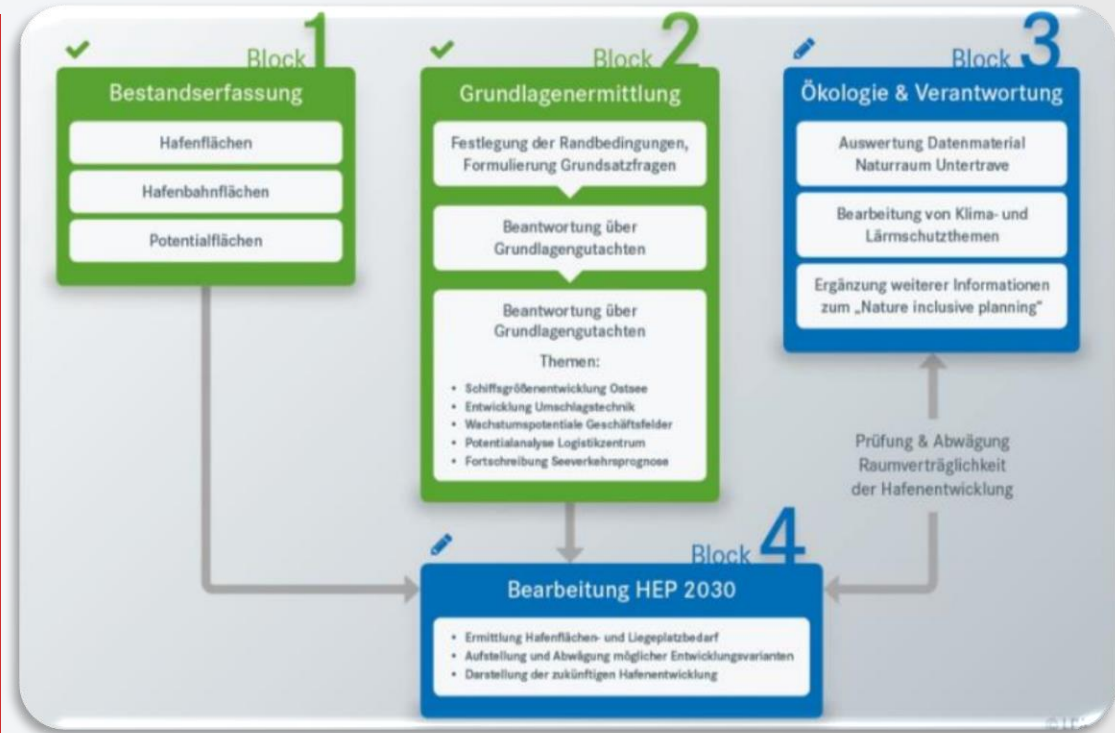 Block 1
Bestandserfassung
Hafenflächen
Hafenbahnflächen
Potentialflächen
Block 2
Grundlagenermittlung
Festlegung der Randbedingungen,
Formulierung Grundsatzfragen
Beantwortung über
Grundlagengutachten
Beantwortung über
Grundlagengutachten
Themen:
• Schiffsgrößenentwicklung Ostsee
• Entwicklung Umschlagstechnik
• Wachstumspotentiale Geschäftsfelder
• Potentialanalyse Logistikzentrum
• Fortschreibung Seeverkehrsprognose
Block 3
Ökologie & Verantwortung
Auswertung Datenmaterial
Naturraum Untertrave
Bearbeitung von Klima- und
Lärmschutzthemen
Ergänzung weiterer Informationen
zum „Nature inclusive planning“
Prüfung & Abwägung
Raumverträglichkeit
der Hafenentwicklung
Block 4
Bearbeitung HEP 2030
• Ermittlung Hafenflächen- und Liegeplatzbedarf
• Aufstellung und Abwägung möglicher Entwicklungsvarianten
• Darstellung der zukünftigen Hafenentwicklung